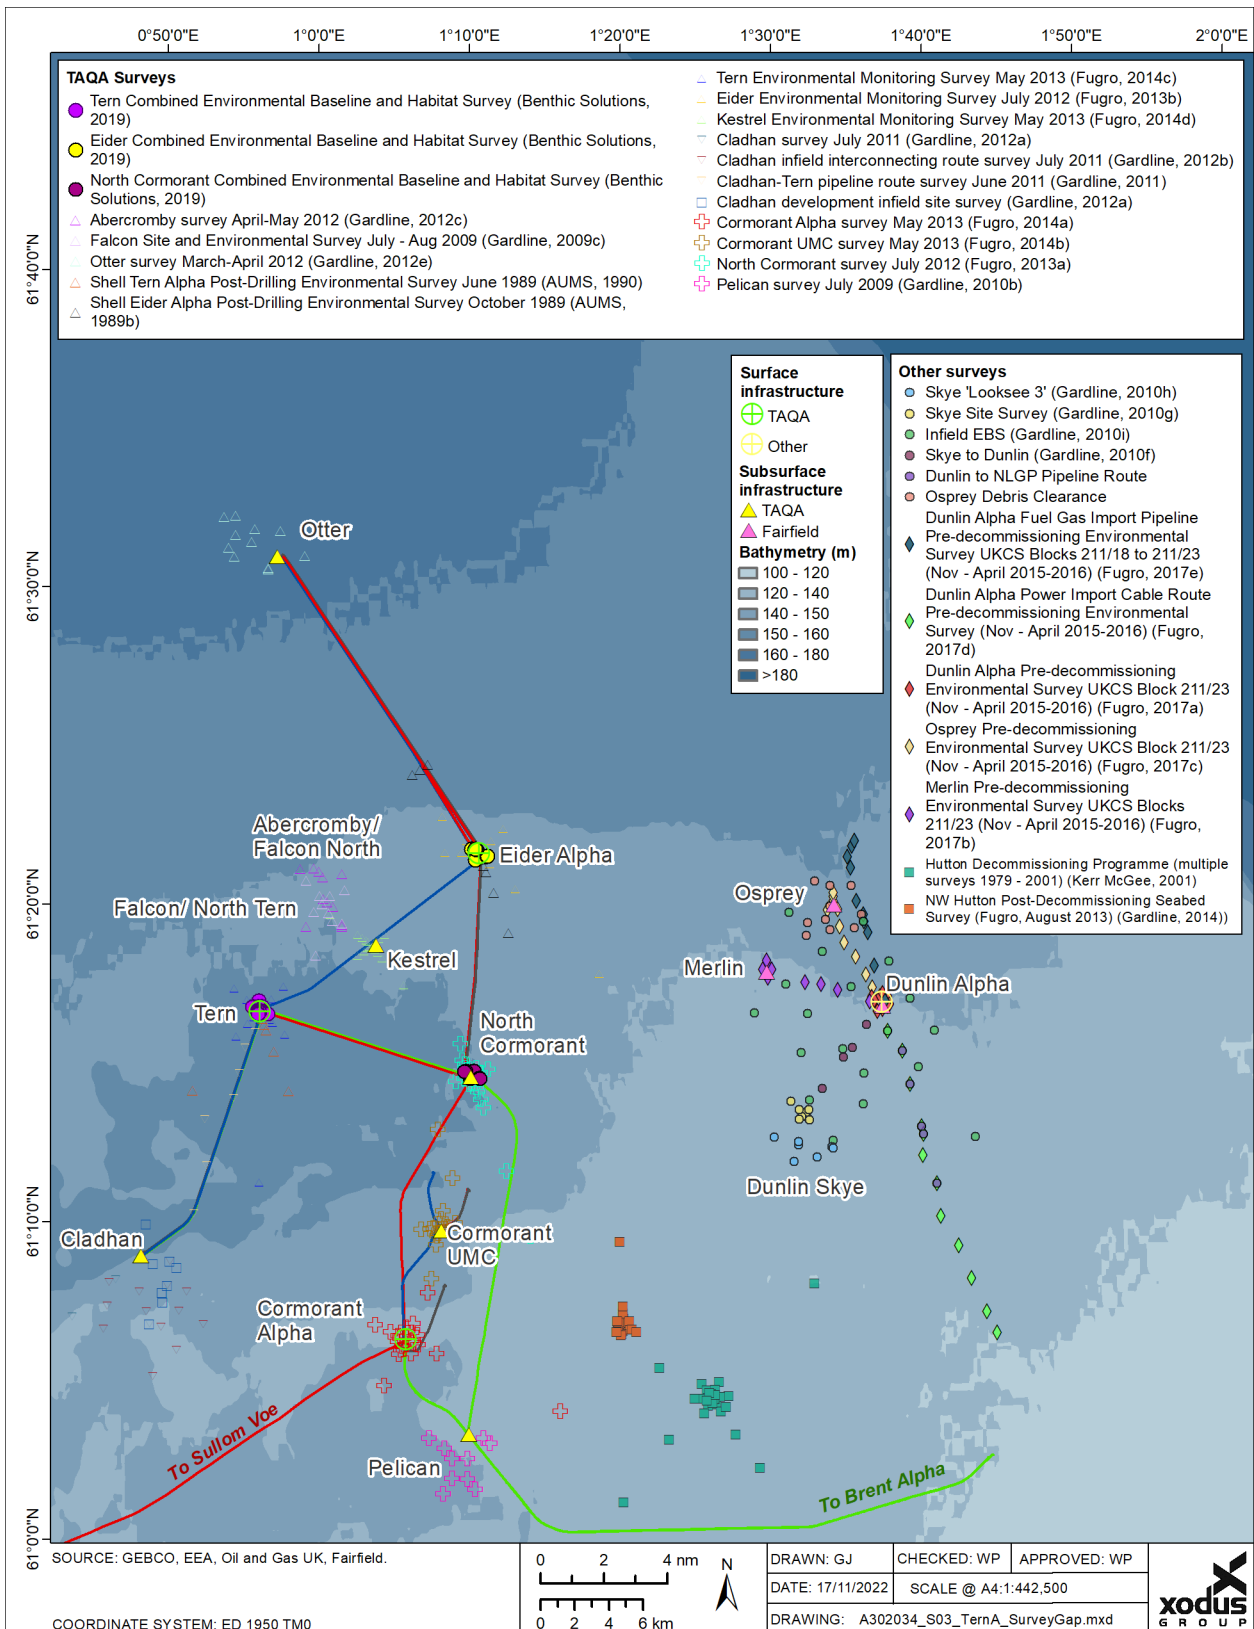 0°50'0"E
1°0'0"E
1°10'0"E
1°20'0"E
1°30'0"E
1°40'0"E
1°50'0"E
2°0'0"E
TAQA Surveys
Tern Combined Environmental Baseline and Habitat Survey (Benthic Solutions,
2019)
Eider Combined Environmental Baseline and Habitat Survey (Benthic Solutions,
2019)
North Cormorant Combined Environmental Baseline and Habitat Survey (Benthic
Solutions, 2019)
Abercromby survey April-May 2012 (Gardline, 2012c)
Falcon Site and Environmental Survey July - Aug 2009 (Gardline, 2009c)
Otter survey March-April 2012 (Gardline, 2012e)
Shell Tern Alpha Post-Drilling Environmental Survey June 1989 (AUMS, 1990)
Shell Eider Alpha Post-Drilling Environmental Survey October 1989 (AUMS,
1989b)
Tern Environmental Monitoring Survey May 2013 (Fugro, 2014c)
Eider Environmental Monitoring Survey July 2012 (Fugro, 2013b)
Kestrel Environmental Monitoring Survey May 2013 (Fugro, 2014d)
Cladhan survey July 2011 (Gardline, 2012a)
Cladhan infield interconnecting route survey July 2011 (Gardline, 2012b)
Cladhan-Tern pipeline route survey June 2011 (Gardline, 2011)
Cladhan development infield site survey (Gardline, 2012a)
Cormorant Alpha survey May 2013 (Fugro, 2014a)
Cormorant UMC survey May 2013 (Fugro, 2014b)
North Cormorant survey July 2012 (Fugro, 2013a)
Pelican survey July 2009 (Gardline, 2010b)
Surface
infrastructure
TAQA
Other
Subsurface
infrastructure
TAQA
Fairfield
Bathymetry (m)
100 - 120
120 - 140
140 - 150
150 - 160
160 - 180
>180
Other surveys
Skye 'Looksee 3' (Gardline, 2010h)
Skye Site Survey (Gardline, 2010g)
Infield EBS (Gardline, 2010i)
Skye to Dunlin (Gardline, 2010f)
Dunlin to NLGP Pipeline Route
Osprey Debris Clearance
Dunlin Alpha Fuel Gas Import Pipeline
Pre-decommissioning Environmental
Survey UKCS Blocks 211/18 to 211/23
(Nov - April 2015-2016) (Fugro, 2017e)
Dunlin Alpha Power Import Cable Route
Pre-decommissioning Environmental
Survey (Nov - April 2015-2016) (Fugro,
2017d)
Dunlin Alpha Pre-decommissioning
Environmental Survey UKCS Block 211/23
(Nov - April 2015-2016) (Fugro, 2017a)
Osprey Pre-decommissioning
Environmental Survey UKCS Block 211/23
(Nov - April 2015-2016) (Fugro, 2017c)
Merlin Pre-decommissioning
Environmental Survey UKCS Blocks
211/23 (Nov - April 2015-2016) (Fugro,
2017b)
Hutton Decommissioning Programme (multiple
surveys 1979 - 2001) (Kerr McGee, 2001)
NW Hutton Post-Decommissioning Seabed
Survey (Fugro, August 2013) (Gardline, 2014))
61°40'0"N
61°30'0"N
61°20'0"N
61°10'0"N
61°0'0"N
Otter
Abercromby/
Falcon North
Eider Alpha
Falcon/ North Tern
Kestrel
Tern
North
Cormorant
Osprey
Merlin
Dunlin Alpha
Dunlin Skye
Cladhan
Cormorant
UMC
Cormorant
Alpha
To Sullom Voe
Pelican
To Brent Alpha
SOURCE: GEBCO, EEA, Oil and Gas UK, Fairfield.
COORDINATE SYSTEM: ED 1950 TM0
0 2 4 nm
0 2 4 6 km
N
DRAWN: GJ
CHECKED: WP
APPROVED: WP
DATE: 17/11/2022
SCALE @ A4:1:442,500
DRAWING: A302034_S03_TernA_SurveyGap.mxd
xodus
GROUP